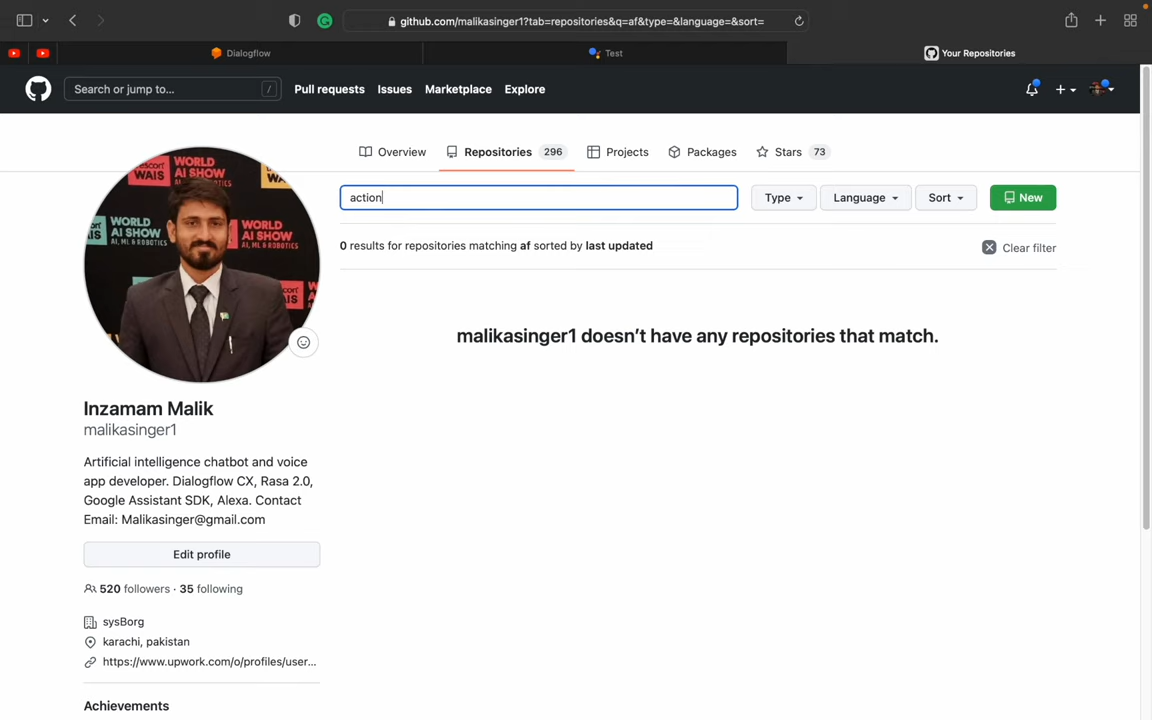 github.com/malikasinger1?tab=repositories&q=af&type=&language=&sort=
Dialogflow
Test
Your Repositories
Search or jump to...
/
Pull requests
Issues
Marketplace
Explore
Overview
Repositories 296
Projects
Packages
Stars 73
action
Type
Language
Sort
New
0 results for repositories matching af sorted by last updated
Clear filter
malikasinger1 doesn’t have any repositories that match.
WORLD
AI SHOW
AI, ML & ROBOTICS
Inzamam Malik
malikasinger1
Artificial intelligence chatbot and voice
app developer. Dialogflow CX, Rasa 2.0,
Google Assistant SDK, Alexa. Contact
Email: Malikasinger@gmail.com
Edit profile
520 followers · 35 following
sysBorg
karachi, pakistan
https://www.upwork.com/o/profiles/user...
Achievements